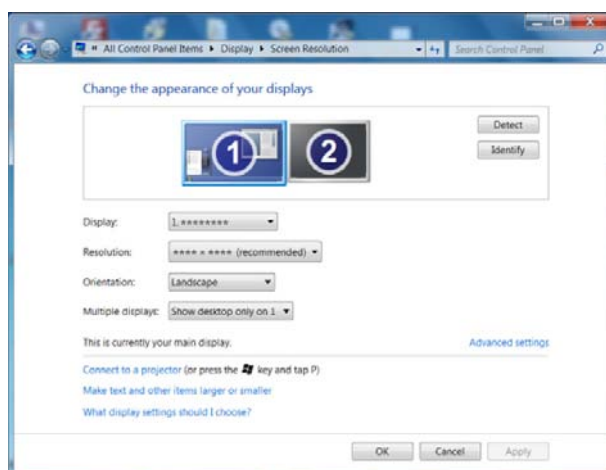 « All Control Panel Items ▸ Display ▸ Screen Resolution
Search Control Panel
Change the appearance of your displays
1 2
Detect
Identify
Display: 1. ********
Resolution: **** × **** (recommended)
Orientation: Landscape
Multiple displays: Show desktop only on 1
This is currently your main display. Advanced settings
Connect to a projector (or press the key and tap P)
Make text and other items larger or smaller
What display settings should I choose?
OK Cancel Apply